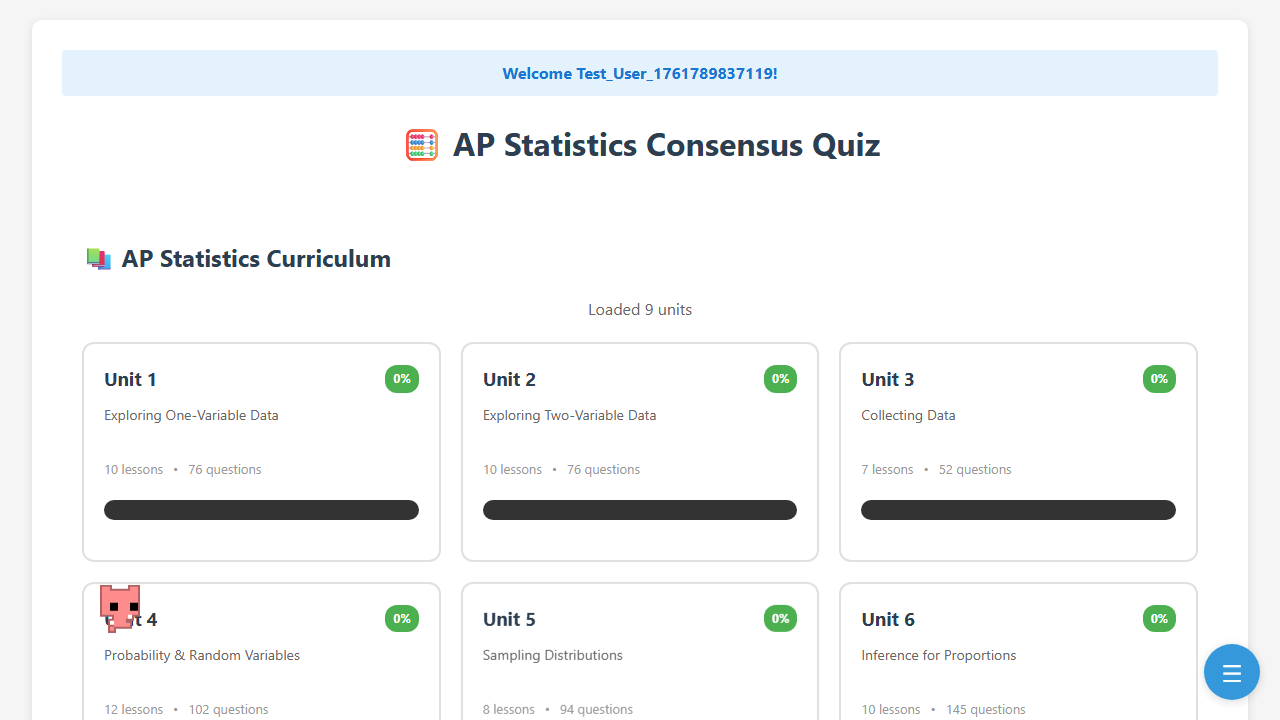 Welcome Test_User_1761789837119!
AP Statistics Consensus Quiz
AP Statistics Curriculum
Loaded 9 units
Unit 1
0%
Exploring One-Variable Data
10 lessons • 76 questions
Unit 2
0%
Exploring Two-Variable Data
10 lessons • 76 questions
Unit 3
0%
Collecting Data
7 lessons • 52 questions
t 4
0%
Probability & Random Variables
12 lessons • 102 questions
Unit 5
0%
Sampling Distributions
8 lessons • 94 questions
Unit 6
0%
Inference for Proportions
10 lessons • 145 questions